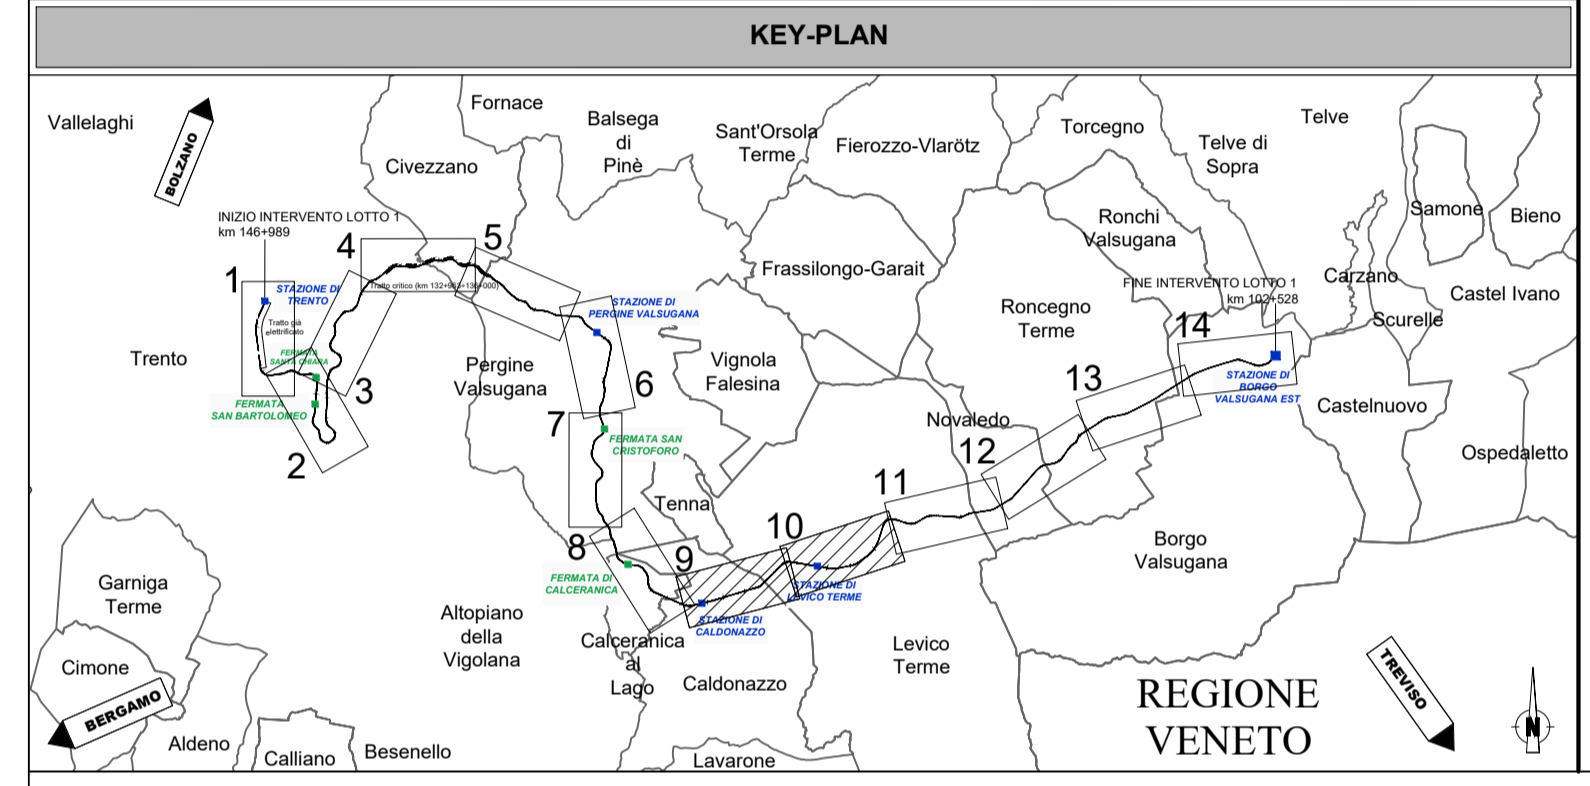 KEY-PLAN
Vallelaghi
BOLZANO
Fornace
Civezzano
Balsega
di
Pinè
Sant'Orsola
Terme
Fierozzo-Vlarötz
Torcegno
Telve di
Sopra
Telve
Samone
Bieno
Ronchi
Valsugana
Carzano
Castel Ivano
Scurelle
INIZIO INTERVENTO LOTTO 1
km 146+989
1
STAZIONE DI
TRENTO
Tratto già
elettrificato
FERMATA
SANTA CHIARA
FERMATA
SAN BARTOLOMEO
Trento
2
3
4
5
STAZIONE DI
PERGINE VALSUGANA
Pergine
Valsugana
6
7
FERMATA SAN
CRISTOFORO
Frassilongo-Garait
Vignola
Falesina
Roncegno
Terme
FINE INTERVENTO LOTTO 1
km 102+528
14
STAZIONE DI
BORGO
VALSUGANA EST
13
Novaledo
12
11
Castelnuovo
Ospedaletto
Tenna
10
9
8
FERMATA DI
CALCERANICA
STAZIONE DI
LEVICO TERME
STAZIONE DI
CALDONAZZO
Borgo
Valsugana
Garniga
Terme
Altopiano
della
Vigolana
Calceranica
al
Lago
Caldonazzo
Levico
Terme
Cimone
BERGAMO
Aldeno
Calliano
Besenello
Lavarone
REGIONE
VENETO
TREVISO
N